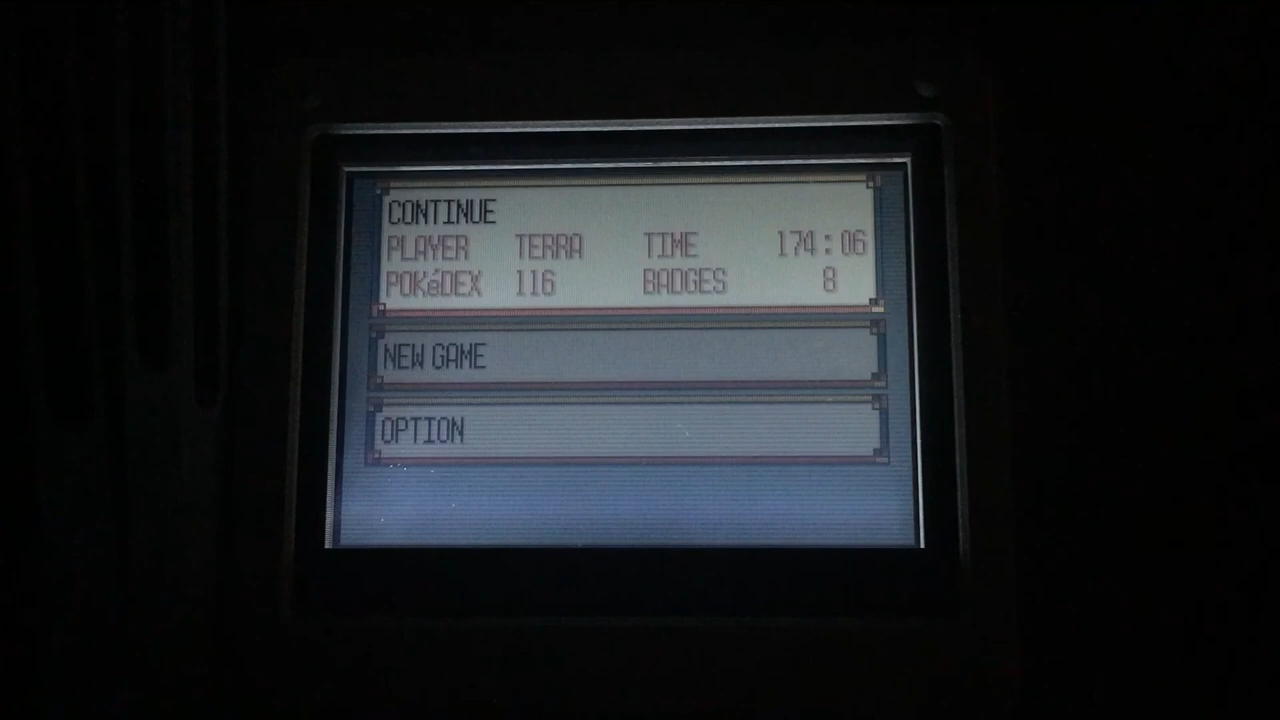 CONTINUE
PLAYER TERRA TIME 174:06
POKéDEX 116 BADGES 8
NEW GAME
OPTION